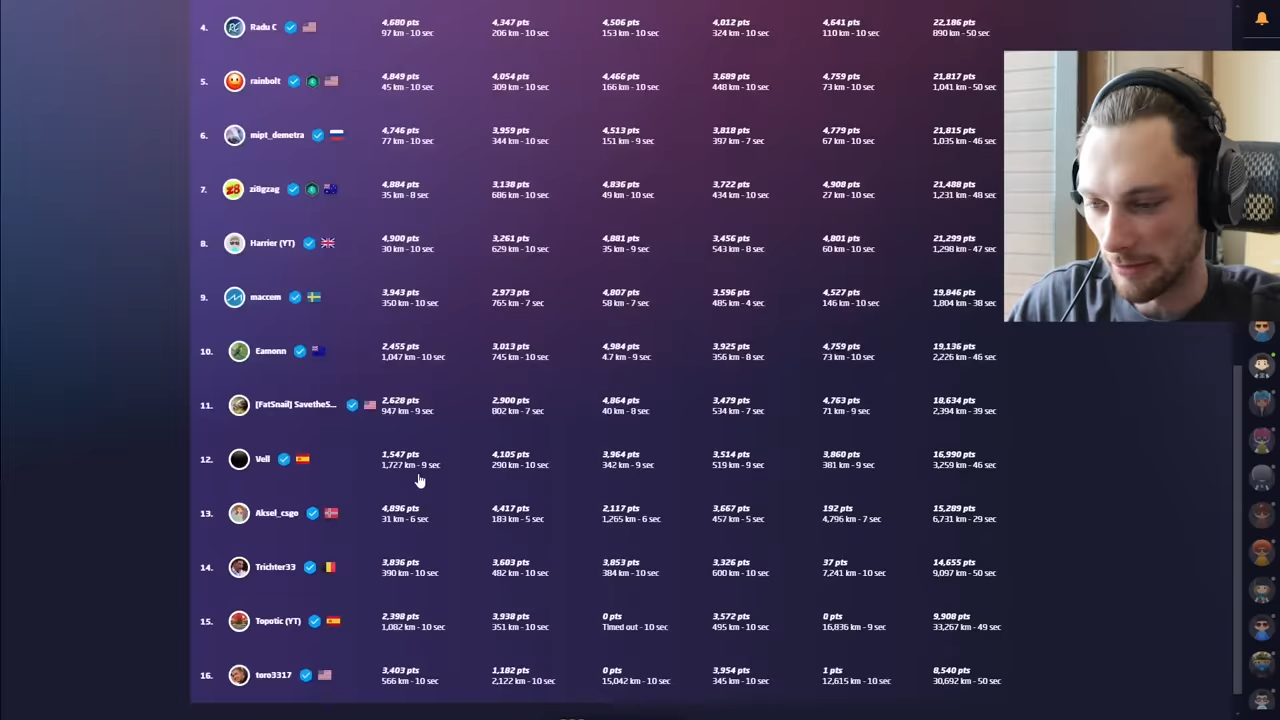 4. Radu C 4,680 pts 4,347 pts 4,506 pts 4,012 pts 4,641 pts 22,186 pts
97 km - 10 sec 206 km - 10 sec 153 km - 10 sec 324 km - 10 sec 110 km - 10 sec 890 km - 50 sec
5. rainbolt 4,849 pts 4,054 pts 4,466 pts 3,689 pts 4,759 pts 21,817 pts
45 km - 10 sec 309 km - 10 sec 166 km - 10 sec 448 km - 10 sec 73 km - 10 sec 1,041 km - 50 sec
6. mipt_demetra 4,746 pts 3,959 pts 4,513 pts 3,818 pts 4,779 pts 21,815 pts
77 km - 10 sec 344 km - 10 sec 151 km - 9 sec 397 km - 7 sec 67 km - 10 sec 1,035 km - 46 sec
7. zi8gzag 4,884 pts 3,138 pts 4,836 pts 3,722 pts 4,908 pts 21,488 pts
35 km - 8 sec 686 km - 10 sec 49 km - 10 sec 434 km - 10 sec 27 km - 10 sec 1,231 km - 48 sec
8. Harrier (YT) 4,900 pts 3,261 pts 4,881 pts 3,456 pts 4,801 pts 21,299 pts
30 km - 10 sec 629 km - 10 sec 35 km - 9 sec 543 km - 8 sec 60 km - 10 sec 1,298 km - 47 sec
9. maccem 3,943 pts 2,973 pts 4,807 pts 3,596 pts 4,527 pts 19,846 pts
350 km - 10 sec 765 km - 7 sec 58 km - 7 sec 485 km - 4 sec 146 km - 10 sec 1,804 km - 38 sec
10. Eamonn 2,455 pts 3,013 pts 4,984 pts 3,925 pts 4,759 pts 19,136 pts
1,047 km - 10 sec 745 km - 10 sec 4.7 km - 9 sec 356 km - 8 sec 73 km - 10 sec 2,226 km - 46 sec
11. [FatSnail] SavetheS... 2,628 pts 2,900 pts 4,864 pts 3,479 pts 4,763 pts 18,634 pts
947 km - 9 sec 802 km - 7 sec 40 km - 8 sec 534 km - 7 sec 71 km - 9 sec 2,394 km - 39 sec
12. Vell 1,547 pts 4,105 pts 3,964 pts 3,514 pts 3,860 pts 16,990 pts
1,727 km - 9 sec 290 km - 10 sec 342 km - 9 sec 519 km - 9 sec 381 km - 9 sec 3,259 km - 46 sec
13. Aksel_csgo 4,896 pts 4,417 pts 2,117 pts 3,667 pts 192 pts 15,289 pts
31 km - 6 sec 183 km - 5 sec 1,265 km - 6 sec 457 km - 5 sec 4,796 km - 7 sec 6,731 km - 29 sec
14. Trichter33 3,836 pts 3,603 pts 3,853 pts 3,326 pts 37 pts 14,655 pts
390 km - 10 sec 482 km - 10 sec 384 km - 10 sec 600 km - 10 sec 7,241 km - 10 sec 9,097 km - 50 sec
15. Topotic (YT) 2,398 pts 3,938 pts 0 pts 3,572 pts 0 pts 9,908 pts
1,082 km - 10 sec 351 km - 10 sec Timed out - 10 sec 495 km - 10 sec 16,836 km - 9 sec 33,267 km - 49 sec
16. toro3317 3,403 pts 1,182 pts 0 pts 3,954 pts 1 pts 8,540 pts
566 km - 10 sec 2,122 km - 10 sec 15,042 km - 10 sec 345 km - 10 sec 12,615 km - 10 sec 30,692 km - 50 sec